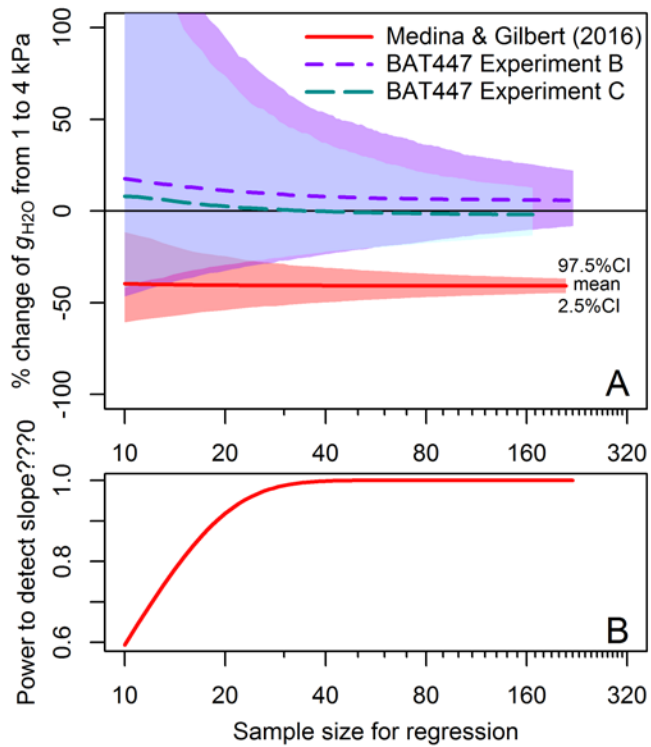 % change of gH2O from 1 to 4 kPa
100
50
0
-50
-100
Medina & Gilbert (2016)
BAT447 Experiment B
BAT447 Experiment C
97.5%CI
mean
2.5%CI
A
10
20
40
80
160
320
Power to detect slope???0
1.0
0.8
0.6
B
10
20
40
80
160
320
Sample size for regression